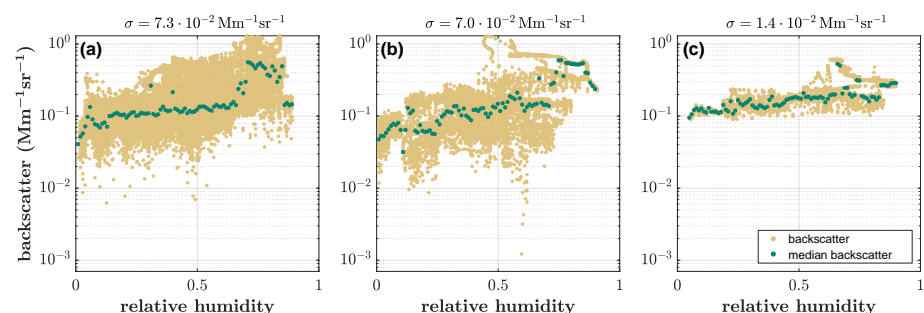 σ = 7.3 · 10⁻² Mm⁻¹sr⁻¹
σ = 7.0 · 10⁻² Mm⁻¹sr⁻¹
σ = 1.4 · 10⁻² Mm⁻¹sr⁻¹
(a)
(b)
(c)
backscatter (Mm⁻¹sr⁻¹)
10⁰
10⁻¹
10⁻²
10⁻³
10⁰
10⁻¹
10⁻²
10⁻³
10⁰
10⁻¹
10⁻²
10⁻³
backscatter
median backscatter
0 0.5 1
0 0.5 1
0 0.5 1
relative humidity
relative humidity
relative humidity